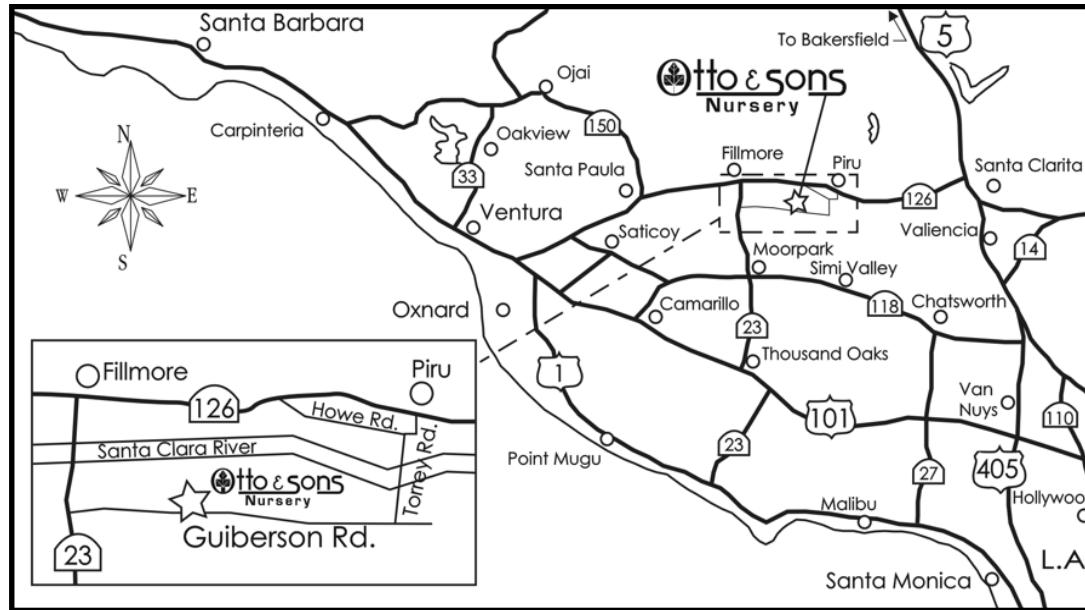 Santa Barbara
To Bakersfield
5
Ojai
Otto & sons
Nursery
Carpinteria
150
Oakview
Fillmore
Piru
Santa Clarita
N
W E
S
33
Santa Paula
126
Ventura
Saticoy
Valiencia
14
Moorpark
Simi Valley
Oxnard
Camarillo
118
Chatsworth
23
Thousand Oaks
1
101
Van
Nuys
110
23
Point Mugu
27
405
Malibu
Hollywoo
L.A
Santa Monica
Fillmore
Piru
126
Howe Rd.
Santa Clara River
Torrey Rd.
Otto & sons
Nursery
Guiberson Rd.
23